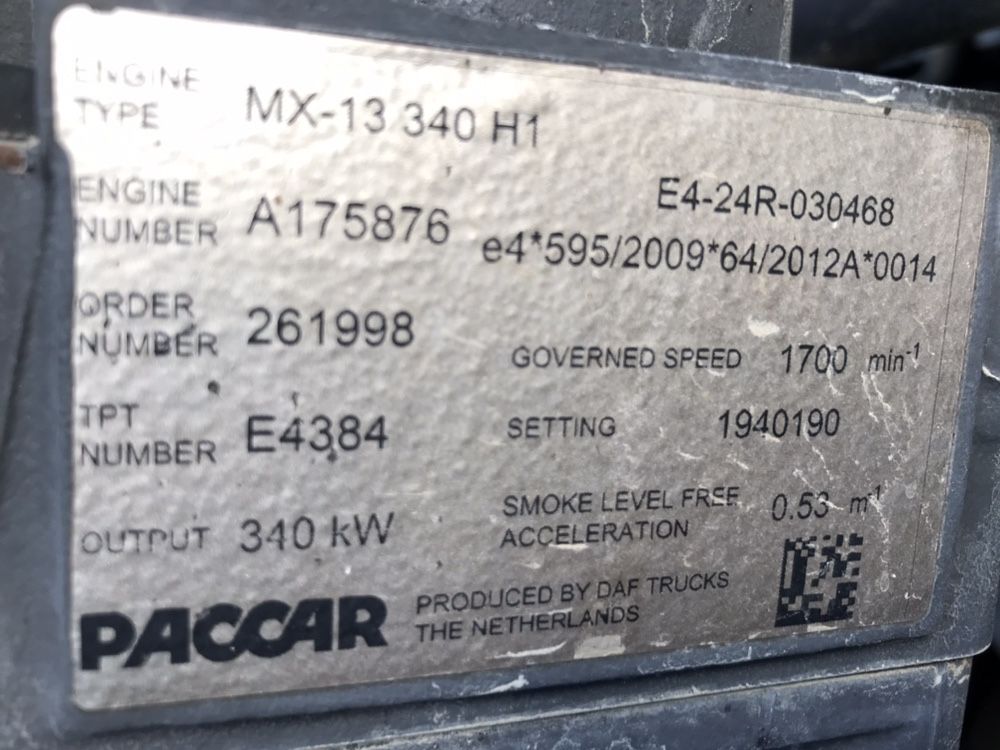 ENGINE TYPE MX-13 340 H1
ENGINE NUMBER A175876
E4-24R-030468
e4*595/2009*64/2012A*0014
ORDER NUMBER 261998
GOVERNED SPEED 1700 min-1
TPT NUMBER E4384
SETTING 1940190
OUTPUT 340 kW
SMOKE LEVEL FREE ACCELERATION 0.53 m-1
PACCAR
PRODUCED BY DAF TRUCKS
THE NETHERLANDS